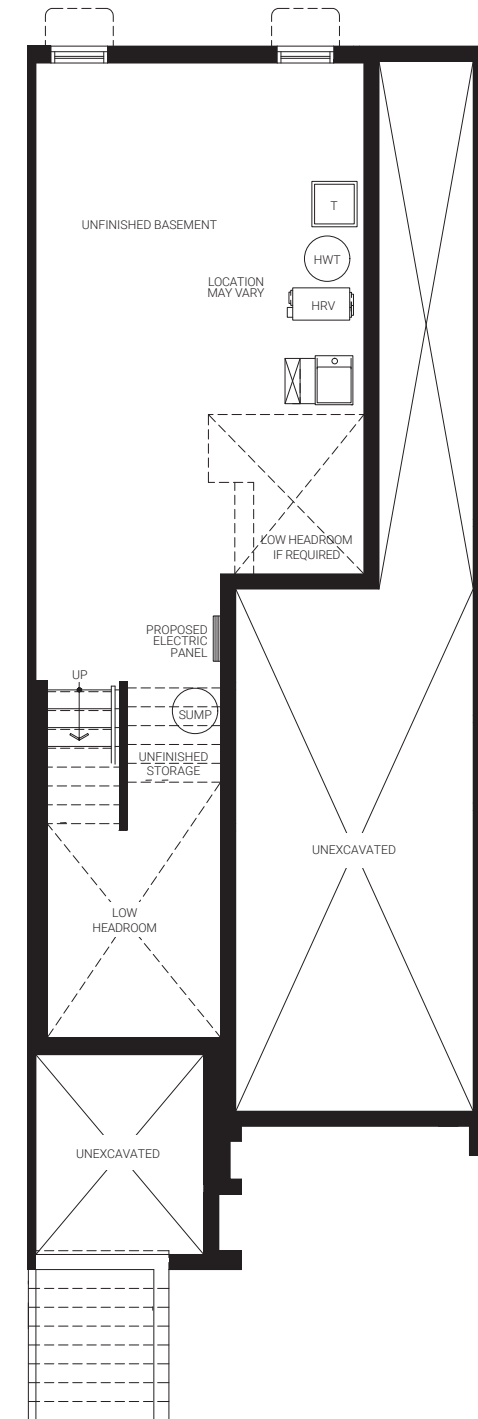 T
UNFINISHED BASEMENT
HWT
LOCATION
MAY VARY
HRV
LOW HEADROOM
IF REQUIRED
PROPOSED
ELECTRIC
PANEL
UP
SUMP
UNFINISHED
STORAGE
UNEXCAVATED
LOW
HEADROOM
UNEXCAVATED